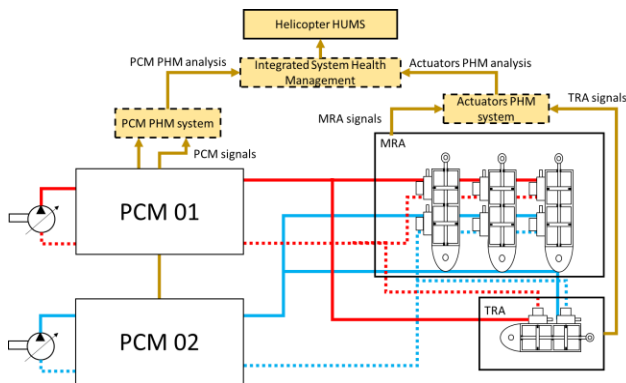 Helicopter HUMS
PCM PHM analysis
Integrated System Health
Management
Actuators PHM analysis
PCM PHM system
Actuators PHM
system
TRA signals
MRA signals
PCM signals
MRA
PCM 01
PCM 02
TRA